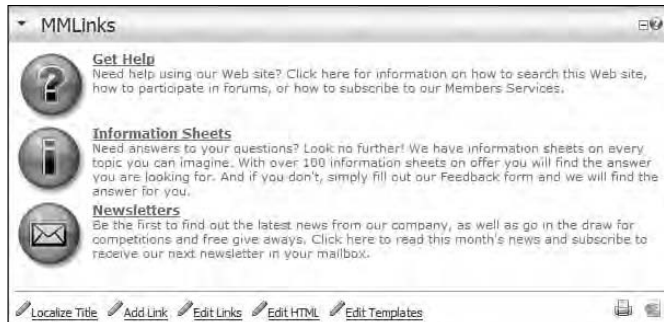 MMLinks
Get Help
Need help using our Web site? Click here for information on how to search this Web site,
how to participate in forums, or how to subscribe to our Members Services.
Information Sheets
Need answers to your questions? Look no further! We have information sheets on every
topic you can imagine. With over 100 information sheets on offer you will find the answer
you are looking for. And if you don't, simply fill out our Feedback form and we will find the
answer for you.
Newsletters
Be the first to find out the latest news from our company, as well as go in the draw for
competitions and free give aways. Click here to read this month's news and subscribe to
receive our next newsletter in your mailbox.
Localize Title Add Link Edit Links Edit HTML Edit Templates